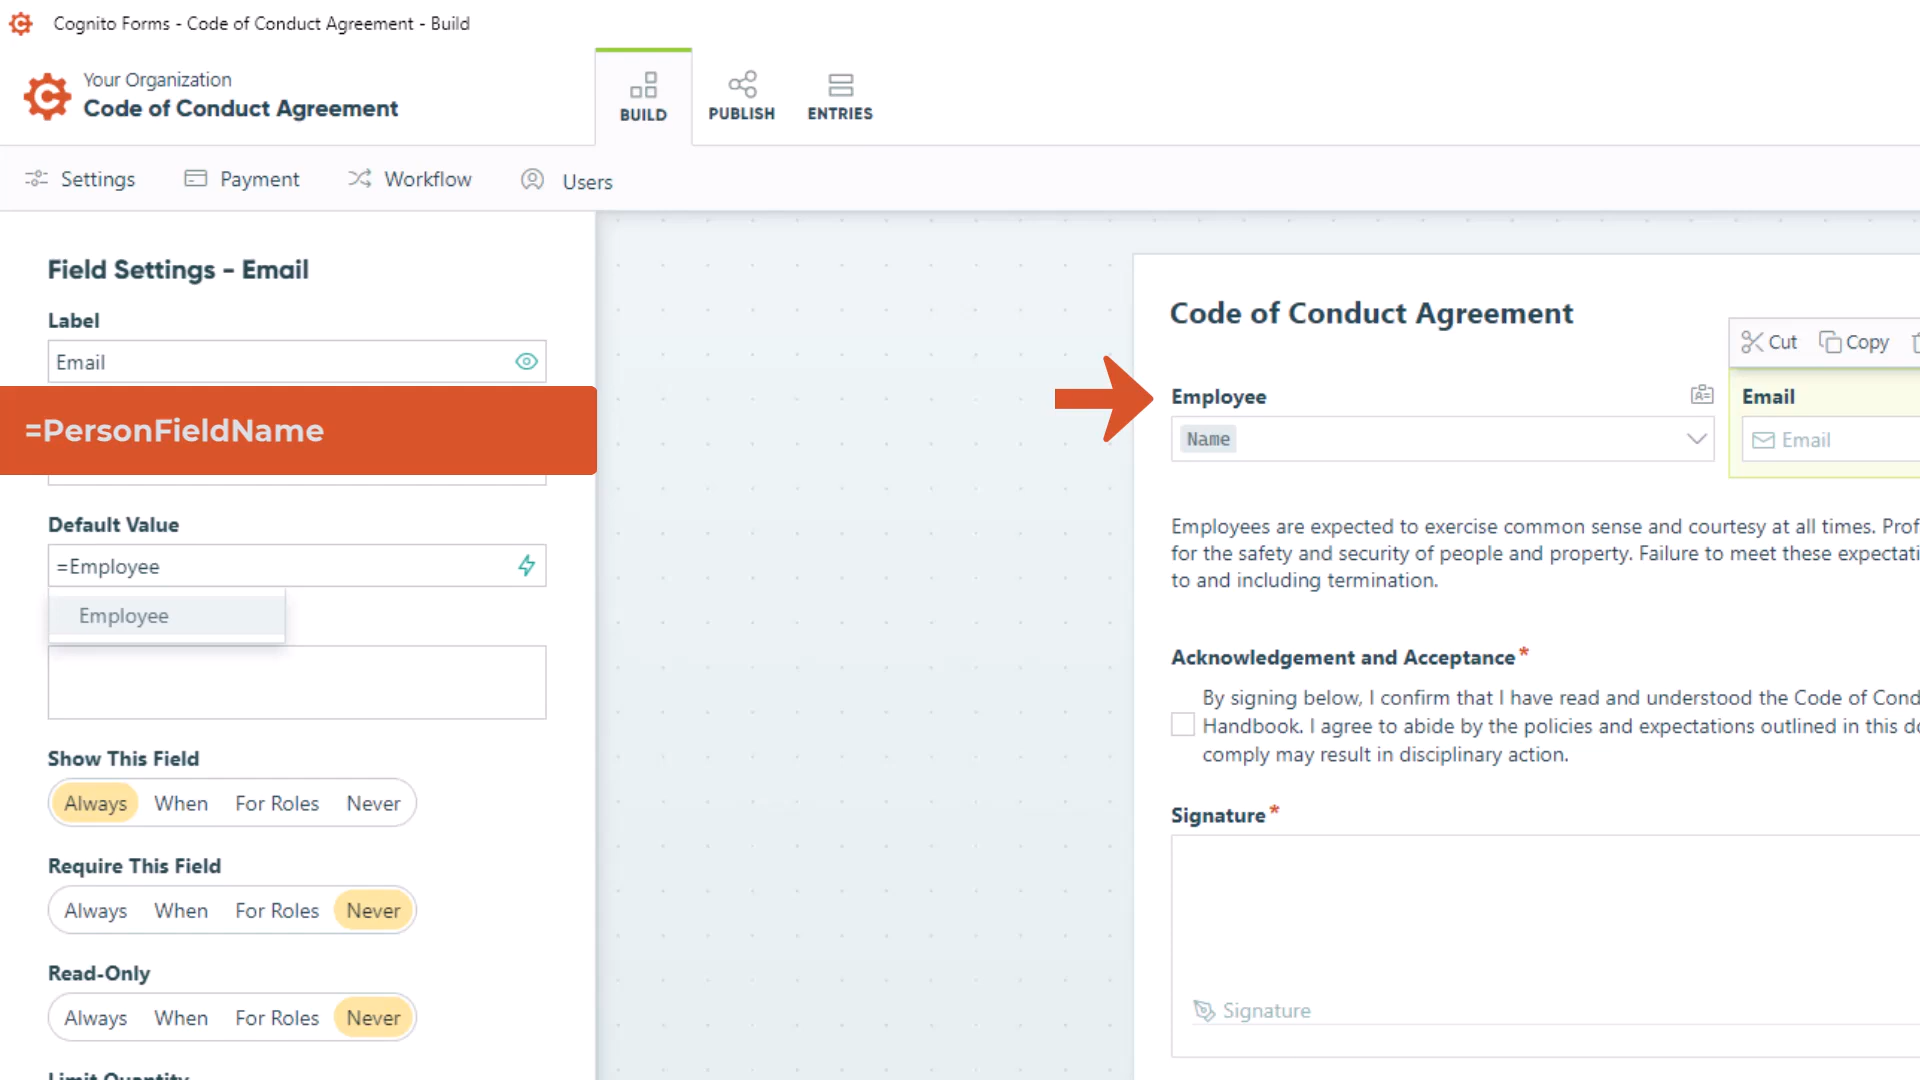 Cognito Forms - Code of Conduct Agreement - Build
Your Organization
Code of Conduct Agreement
BUILD
PUBLISH
ENTRIES
Settings
Payment
Workflow
Users
Field Settings - Email
Label
Email
=PersonFieldName
Default Value
=Employee
Employee
Show This Field
Always When For Roles Never
Require This Field
Always When For Roles Never
Read-Only
Always When For Roles Never
Limit Quantity
Code of Conduct Agreement
Cut Copy
Employee
Name
Email
Email
Employees are expected to exercise common sense and courtesy at all times.
for the safety and security of people and property. Failure to meet these
to and including termination.
Acknowledgement and Acceptance*
By signing below, I confirm that I have read and understood the Code of
Handbook. I agree to abide by the policies and expectations outlined in this
comply may result in disciplinary action.
Signature*
Signature